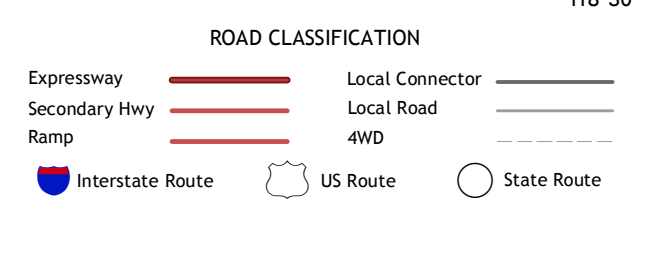 ROAD CLASSIFICATION
Expressway
Secondary Hwy
Ramp
Local Connector
Local Road
4WD
Interstate Route
US Route
State Route